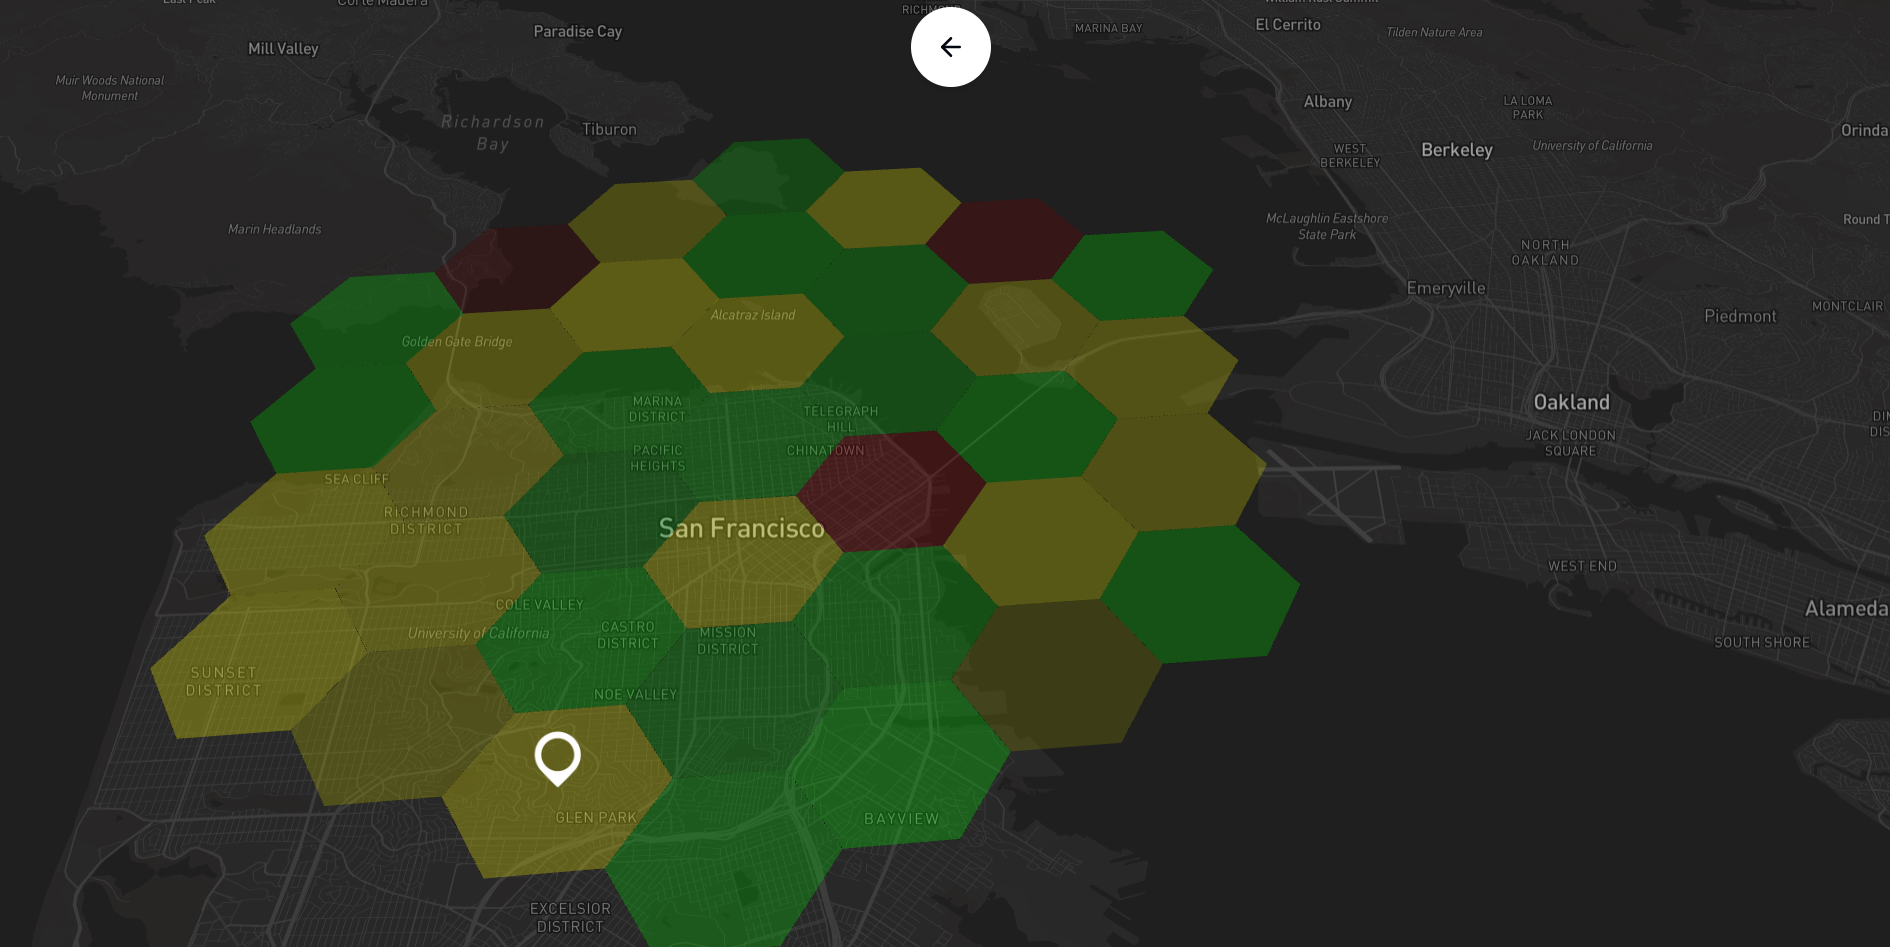 Corte Madera
RICHMOND
El Cerrito
MARINA BAY
Paradise Cay
Tilden Nature Area
Mill Valley
Muir Woods National
Monument
Albany
LA LOMA
PARK
Richardson
Bay
Tiburon
Orinda
WEST
BERKELEY
Berkeley
University of California
Marin Headlands
McLaughlin Eastshore
State Park
Round T
NORTH
OAKLAND
Emeryville
MONTCLAIR
Alcatraz Island
Piedmont
Golden Gate Bridge
MARINA
DISTRICT
TELEGRAPH
HILL
Oakland
DIM
DIS
JACK LONDON
SQUARE
PACIFIC
HEIGHTS
CHINATOWN
SEA CLIFF
RICHMOND
DISTRICT
San Francisco
WEST END
COLE VALLEY
Alameda
University of California
CASTRO
DISTRICT
MISSION
DISTRICT
SOUTH SHORE
SUNSET
DISTRICT
NOE VALLEY
GLEN PARK
BAYVIEW
EXCELSIOR
DISTRICT